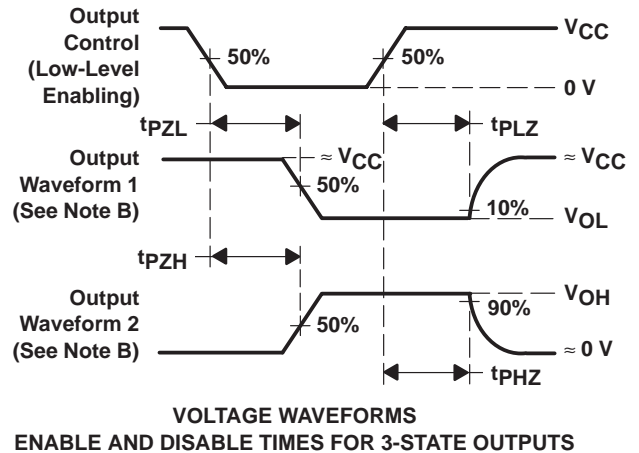 Output
Control
(Low-Level
Enabling)
VCC
50%
50%
0 V
tPZL
tPLZ
Output
Waveform 1
(See Note B)
≈ VCC
≈ VCC
50%
10%
VOL
tPZH
Output
Waveform 2
(See Note B)
VOH
90%
50%
≈ 0 V
tPHZ
VOLTAGE WAVEFORMS
ENABLE AND DISABLE TIMES FOR 3-STATE OUTPUTS